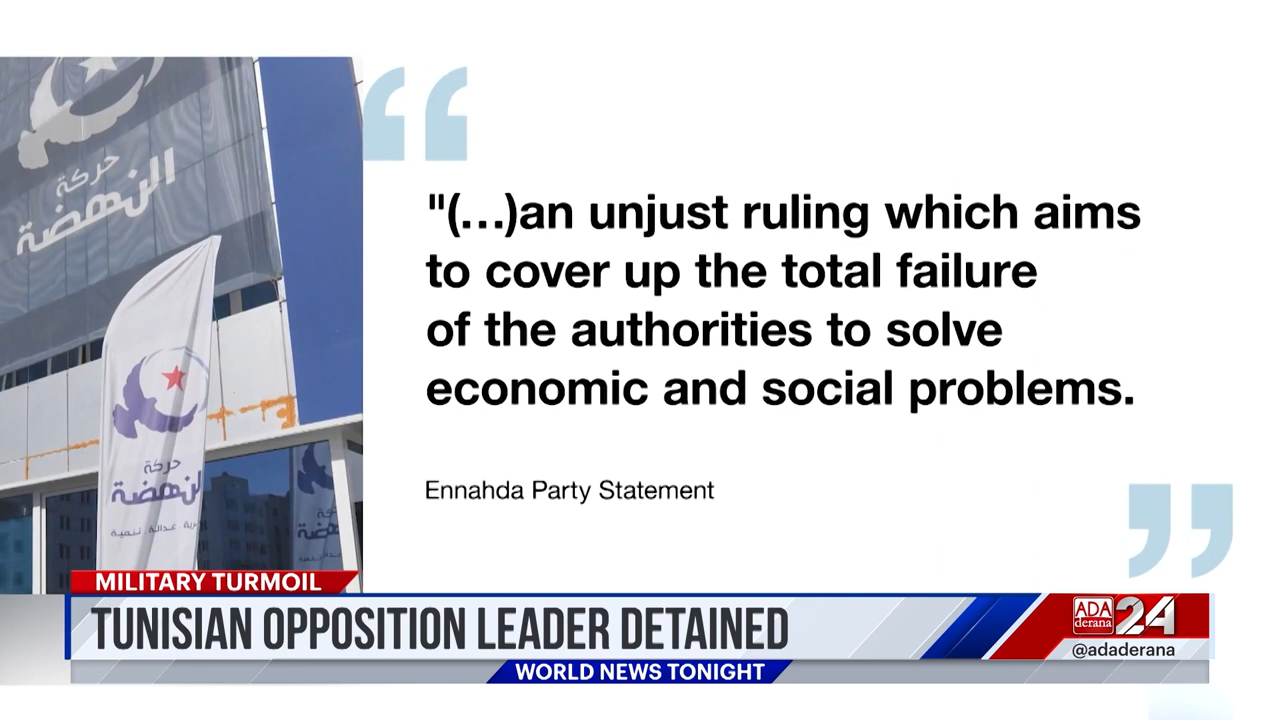 حركة
النهضة
"(...)an unjust ruling which aims
to cover up the total failure
of the authorities to solve
economic and social problems.
Ennahda Party Statement
حركة
النهضة
عدالة . تنمية
MILITARY TURMOIL
TUNISIAN OPPOSITION LEADER DETAINED
WORLD NEWS TONIGHT
ADA
derana
24
@adaderana